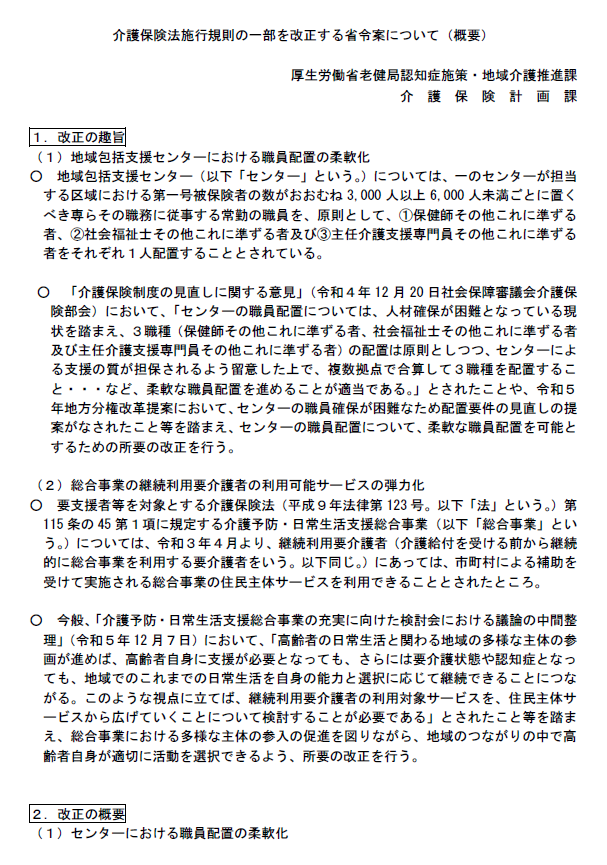 介護保険法施行規則の一部を改正する省令案について（概要）
厚生労働省老健局認知症施策・地域介護推進課
介護保険計画課
１．改正の趣旨
（１）地域包括支援センターにおける職員配置の柔軟化
○　地域包括支援センター（以下「センター」という。）については、一のセンターが担当
する区域における第一号被保険者の数がおおむね 3,000 人以上 6,000 人未満ごとに置く
べき専らその職務に従事する常勤の職員を、原則として、①保健師その他これに準ずる
者、②社会福祉士その他これに準ずる者及び③主任介護支援専門員その他これに準ずる
者をそれぞれ１人配置することとされている。
○　「介護保険制度の見直しに関する意見」（令和４年 12 月 20 日社会保障審議会介護保
険部会）において、「センターの職員配置については、人材確保が困難となっている現
状を踏まえ、３職種（保健師その他これに準ずる者、社会福祉士その他これに準ずる者
及び主任介護支援専門員その他これに準ずる者）の配置は原則としつつ、センターによ
る支援の質が担保されるよう留意した上で、複数拠点で合算して３職種を配置するこ
と・・・など、柔軟な職員配置を進めることが適当である。」とされたことや、令和５
年地方分権改革提案において、センターの職員確保が困難なため配置要件の見直しの提
案がなされたこと等を踏まえ、センターの職員配置について、柔軟な職員配置を可能と
するための所要の改正を行う。
（２）総合事業の継続利用要介護者の利用可能サービスの弾力化
○　要支援者等を対象とする介護保険法（平成９年法律第 123 号。以下「法」という。）第
115 条の 45 第１項に規定する介護予防・日常生活支援総合事業（以下「総合事業」とい
う。）については、令和３年４月より、継続利用要介護者（介護給付を受ける前から継続
的に総合事業を利用する要介護者をいう。以下同じ。）にあっては、市町村による補助を
受けて実施される総合事業の住民主体サービスを利用できることとされたところ。
○　今般、「介護予防・日常生活支援総合事業の充実に向けた検討会における議論の中間整
理」（令和５年 12 月７日）において、「高齢者の日常生活と関わる地域の多様な主体の参
画が進めば、高齢者自身に支援が必要となっても、さらには要介護状態や認知症となっ
ても、地域でのこれまでの日常生活を自身の能力と選択に応じて継続できることにつな
がる。このような視点に立てば、継続利用要介護者の利用対象サービスを、住民主体サ
ービスから広げていくことについて検討することが必要である」とされたこと等を踏ま
え、総合事業における多様な主体の参入の促進を図りながら、地域のつながりの中で高
齢者自身が適切に活動を選択できるよう、所要の改正を行う。
２．改正の概要
（１）センターにおける職員配置の柔軟化